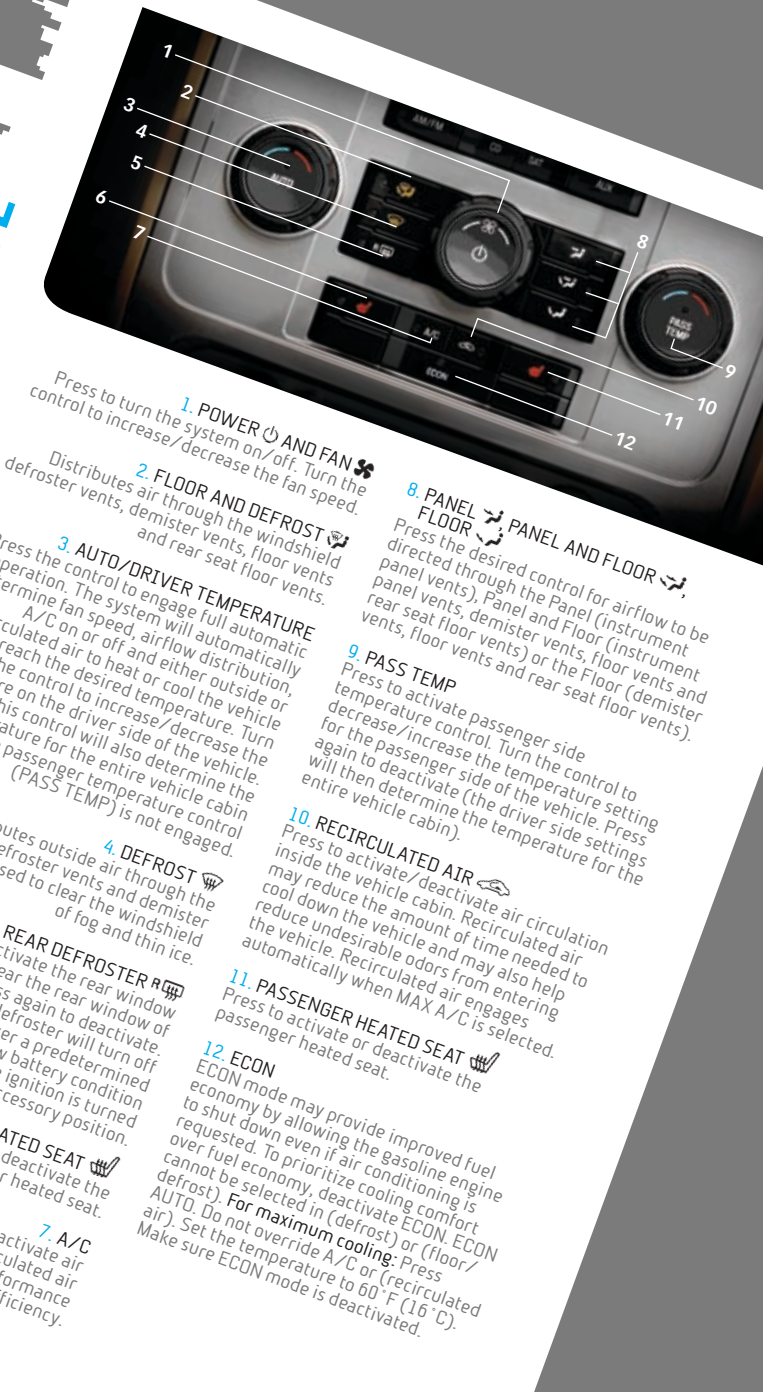 1
2
3
4
5
6
7
AM/FM
CD
SAT
AUX
AUTO
R
A/C
ECON
PASS
TEMP
8
9
10
11
12
1. POWER AND FAN
Press to turn the system on/off. Turn the
control to increase/decrease the fan speed.
2. FLOOR AND DEFROST
Distributes air through the windshield
defroster vents, demister vents, floor vents
and rear seat floor vents.
3. AUTO/DRIVER TEMPERATURE
the control to engage full automatic
The system will automatically
fan speed, airflow distribution,
A/C on or off and either outside or
air to heat or cool the vehicle
reach the desired temperature. Turn
control to increase/decrease the
on the driver side of the vehicle.
this control will also determine the
for the entire vehicle cabin
passenger temperature control
(PASS TEMP) is not engaged.
4. DEFROST
outside air through the
vents and demister
to clear the windshield
of fog and thin ice.
REAR DEFROSTER R
the rear window
the rear window of
again to deactivate.
defroster will turn off
a predetermined
battery condition
ignition is turned
position.
SEAT
deactivate the
heated seat.
7. A/C
air
air
8. PANEL , PANEL AND FLOOR ,
FLOOR
Press the desired control for airflow to be
directed through the Panel (instrument
panel vents), Panel and Floor (instrument
panel vents, demister vents, floor vents and
rear seat floor vents) or the Floor (demister
vents, floor vents and rear seat floor vents).
9. PASS TEMP
Press to activate passenger side
temperature control. Turn the control to
decrease/increase the temperature setting
for the passenger side of the vehicle. Press
again to deactivate (the driver side settings
will then determine the temperature for the
entire vehicle cabin).
10. RECIRCULATED AIR
Press to activate/deactivate air circulation
inside the vehicle cabin. Recirculated air
may reduce the amount of time needed to
cool down the vehicle and may also help
reduce undesirable odors from entering
the vehicle. Recirculated air engages
automatically when MAX A/C is selected.
11. PASSENGER HEATED SEAT
Press to activate or deactivate the
passenger heated seat.
12. ECON
ECON mode may provide improved fuel
economy by allowing the gasoline engine
to shut down even if air conditioning is
requested. To prioritize cooling comfort
over fuel economy, deactivate ECON. ECON
cannot be selected in (defrost) or (floor/
defrost). For maximum cooling: Press
AUTO. Do not override A/C or (recirculated
air). Set the temperature to 60˚F (16˚C).
Make sure ECON mode is deactivated.